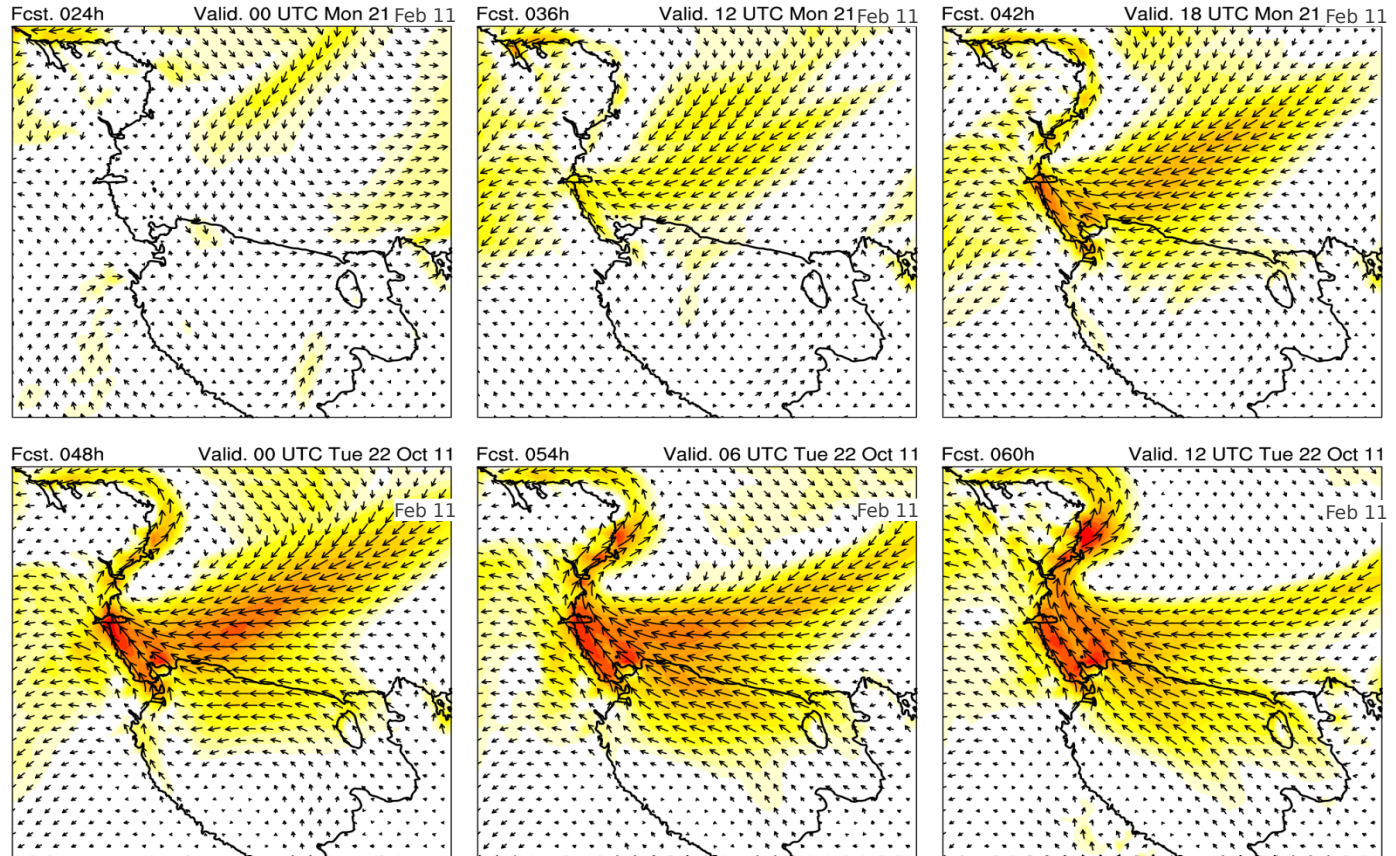 Fcst. 024h Valid. 00 UTC Mon 21 Feb 11
Fcst. 036h Valid. 12 UTC Mon 21 Feb 11
Fcst. 042h Valid. 18 UTC Mon 21 Feb 11
Fcst. 048h Valid. 00 UTC Tue 22 Oct 11
Feb 11
Fcst. 054h Valid. 06 UTC Tue 22 Oct 11
Feb 11
Fcst. 060h Valid. 12 UTC Tue 22 Oct 11
Feb 11